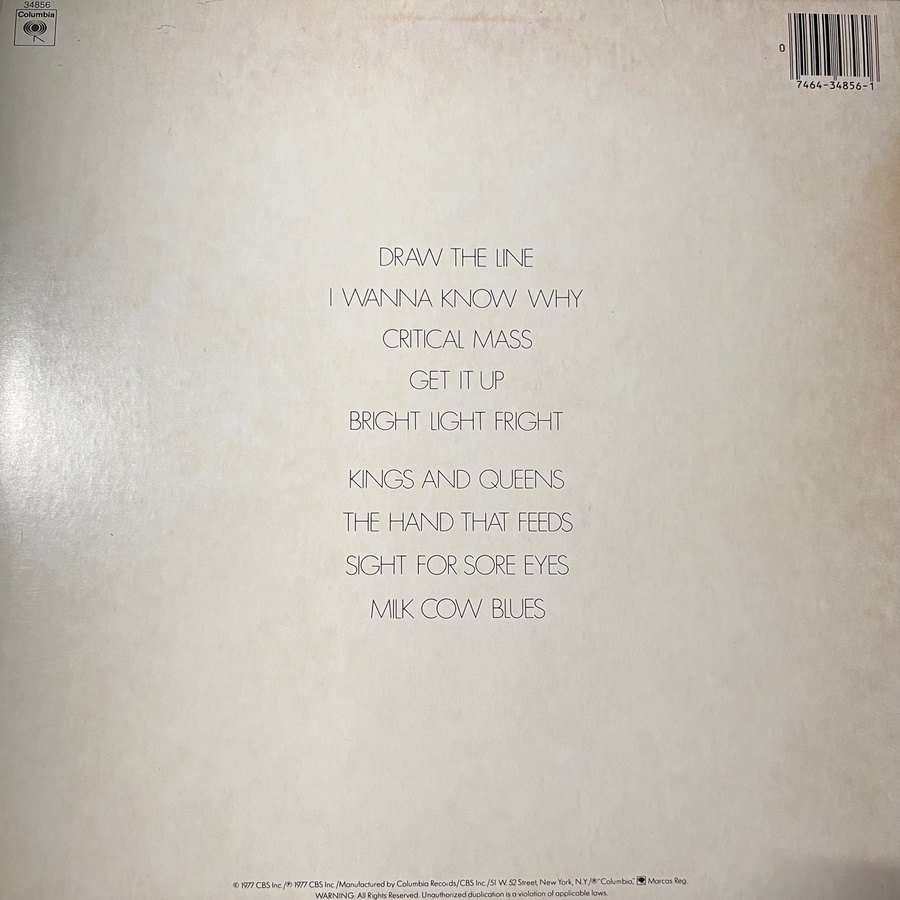 34856
Columbia
0
7464-34856-1
DRAW THE LINE
I WANNA KNOW WHY
CRITICAL MASS
GET IT UP
BRIGHT LIGHT FRIGHT
KINGS AND QUEENS
THE HAND THAT FEEDS
SIGHT FOR SORE EYES
MILK COW BLUES
© 1977 CBS Inc./℗ 1977 CBS Inc./Manufactured by Columbia Records/CBS Inc./51 W. 52 Street, New York, N.Y./® "Columbia," Marcas Reg.
WARNING: All Rights Reserved. Unauthorized duplication is a violation of applicable laws.